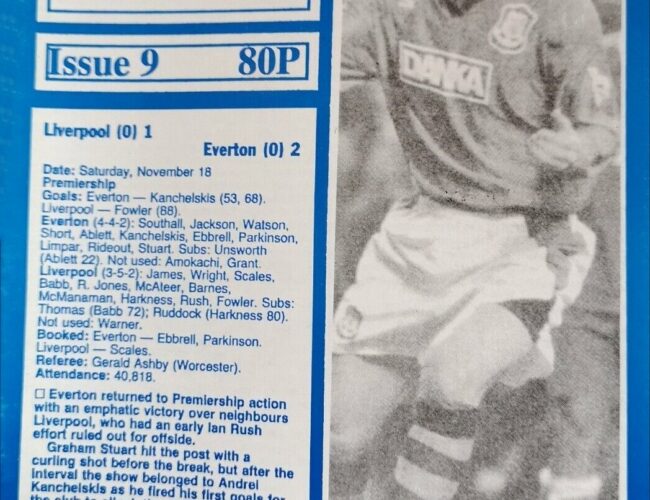 Issue 9 80P
Liverpool (0) 1
Everton (0) 2
Date: Saturday, November 18
Premiership
Goals: Everton — Kanchelskis (53, 68).
Liverpool — Fowler (88).
Everton (4-4-2): Southall, Jackson, Watson,
Short, Ablett, Kanchelskis, Ebbrell, Parkinson,
Limpar, Rideout, Stuart. Subs: Unsworth
(Ablett 22). Not used: Amokachi, Grant.
Liverpool (3-5-2): James, Wright, Scales,
Babb, R. Jones, McAteer, Barnes,
McManaman, Harkness, Rush, Fowler. Subs:
Thomas (Babb 72); Ruddock (Harkness 80).
Not used: Warner.
Booked: Everton — Ebbrell, Parkinson.
Liverpool — Scales.
Referee: Gerald Ashby (Worcester).
Attendance: 40,818.
☐ Everton returned to Premiership action
with an emphatic victory over neighbours
Liverpool, who had an early Ian Rush
effort ruled out for offside.
Graham Stuart hit the post with a
curling shot before the break, but after the
interval the show belonged to Andrei
Kanchelskis as he fired his first goals for
DANKA